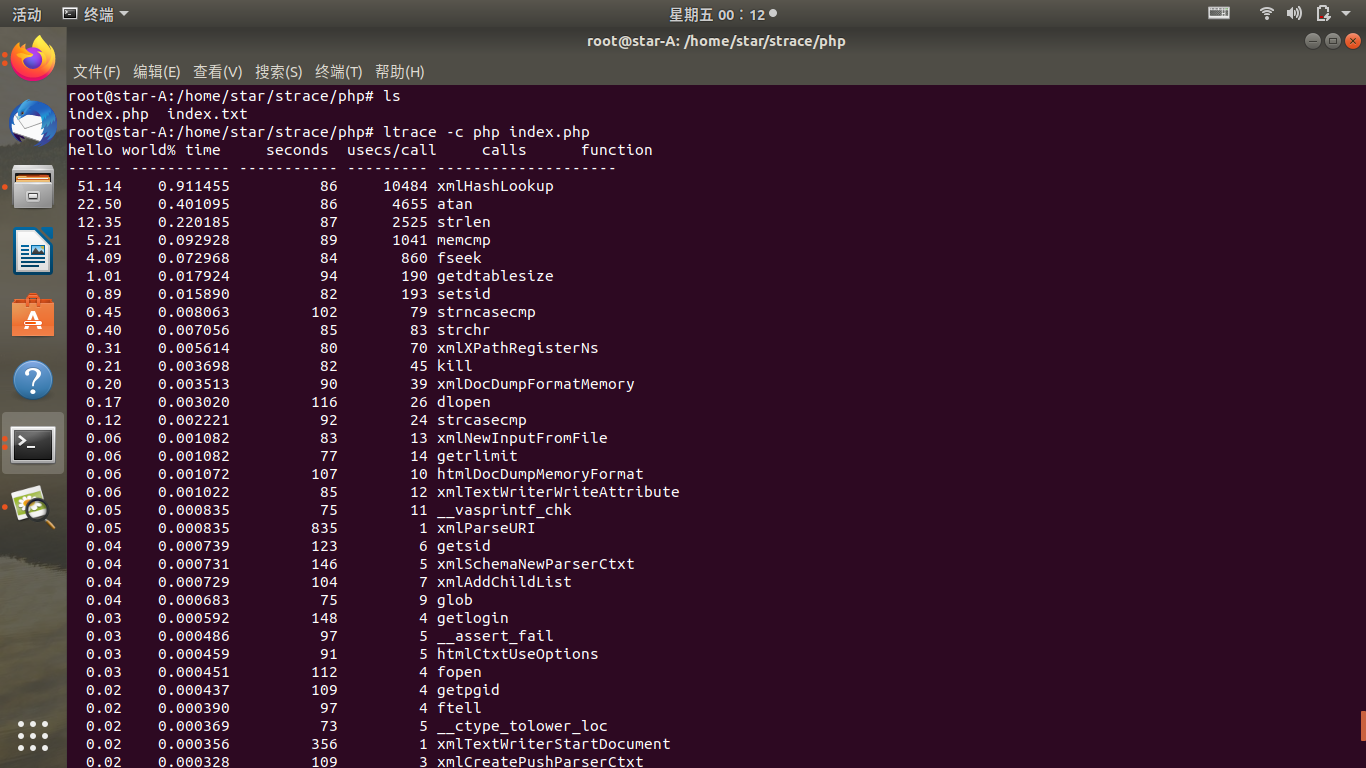 活动 终端 星期五 00：12
root@star-A: /home/star/strace/php
文件(F) 编辑(E) 查看(V) 搜索(S) 终端(T) 帮助(H)
root@star-A:/home/star/strace/php# ls
index.php  index.txt
root@star-A:/home/star/strace/php# ltrace -c php index.php
hello world% time     seconds  usecs/call     calls      function
------ ----------- ----------- --------- --------------------
 51.14    0.911455          86     10484 xmlHashLookup
 22.50    0.401095          86      4655 atan
 12.35    0.220185          87      2525 strlen
  5.21    0.092928          89      1041 memcmp
  4.09    0.072968          84       860 fseek
  1.01    0.017924          94       190 getdtablesize
  0.89    0.015890          82       193 setsid
  0.45    0.008063         102        79 strncasecmp
  0.40    0.007056          85        83 strchr
  0.31    0.005614          80        70 xmlXPathRegisterNs
  0.21    0.003698          82        45 kill
  0.20    0.003513          90        39 xmlDocDumpFormatMemory
  0.17    0.003020         116        26 dlopen
  0.12    0.002221          92        24 strcasecmp
  0.06    0.001082          83        13 xmlNewInputFromFile
  0.06    0.001082          77        14 getrlimit
  0.06    0.001072         107        10 htmlDocDumpMemoryFormat
  0.06    0.001022          85        12 xmlTextWriterWriteAttribute
  0.05    0.000835          75        11 __vasprintf_chk
  0.05    0.000835         835         1 xmlParseURI
  0.04    0.000739         123         6 getsid
  0.04    0.000731         146         5 xmlSchemaNewParserCtxt
  0.04    0.000729         104         7 xmlAddChildList
  0.04    0.000683          75         9 glob
  0.03    0.000592         148         4 getlogin
  0.03    0.000486          97         5 __assert_fail
  0.03    0.000459          91         5 htmlCtxtUseOptions
  0.03    0.000451         112         4 fopen
  0.02    0.000437         109         4 getpgid
  0.02    0.000390          97         4 ftell
  0.02    0.000369          73         5 __ctype_tolower_loc
  0.02    0.000356         356         1 xmlTextWriterStartDocument
  0.02    0.000328         109         3 xmlCreatePushParserCtxt